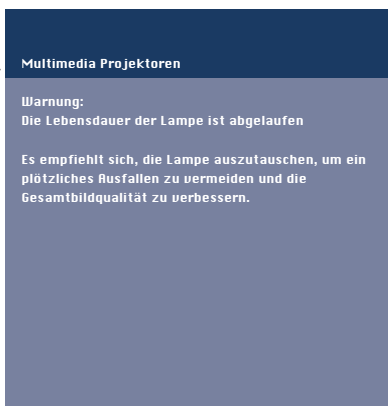 Multimedia Projektoren
Warnung:
Die Lebensdauer der Lampe ist abgelaufen
Es empfiehlt sich, die Lampe auszutauschen, um ein
plötzliches Ausfallen zu vermeiden und die
Gesamtbildqualität zu verbessern.